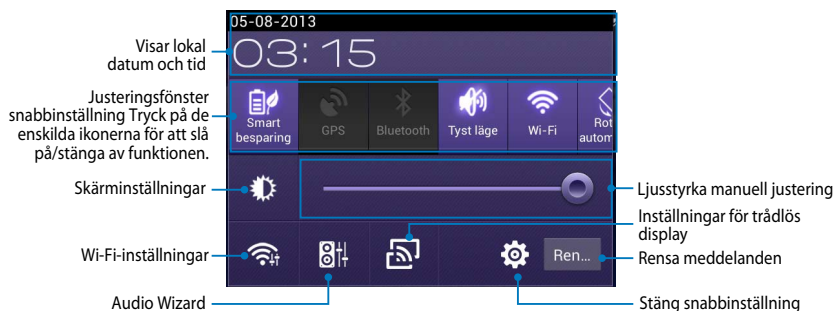 05-08-2013
03:15
Visar lokal
datum och tid
Justeringsfönster
snabbinställning Tryck på de
enskilda ikonerna för att slå
på/stänga av funktionen.
Smart
besparing
GPS
Bluetooth
Tyst läge
Wi-Fi
Rot
autom
Skärminställningar
Ljusstyrka manuell justering
Inställningar för trådlös
display
Wi-Fi-inställningar
Ren...
Rensa meddelanden
Audio Wizard
Stäng snabbinställning